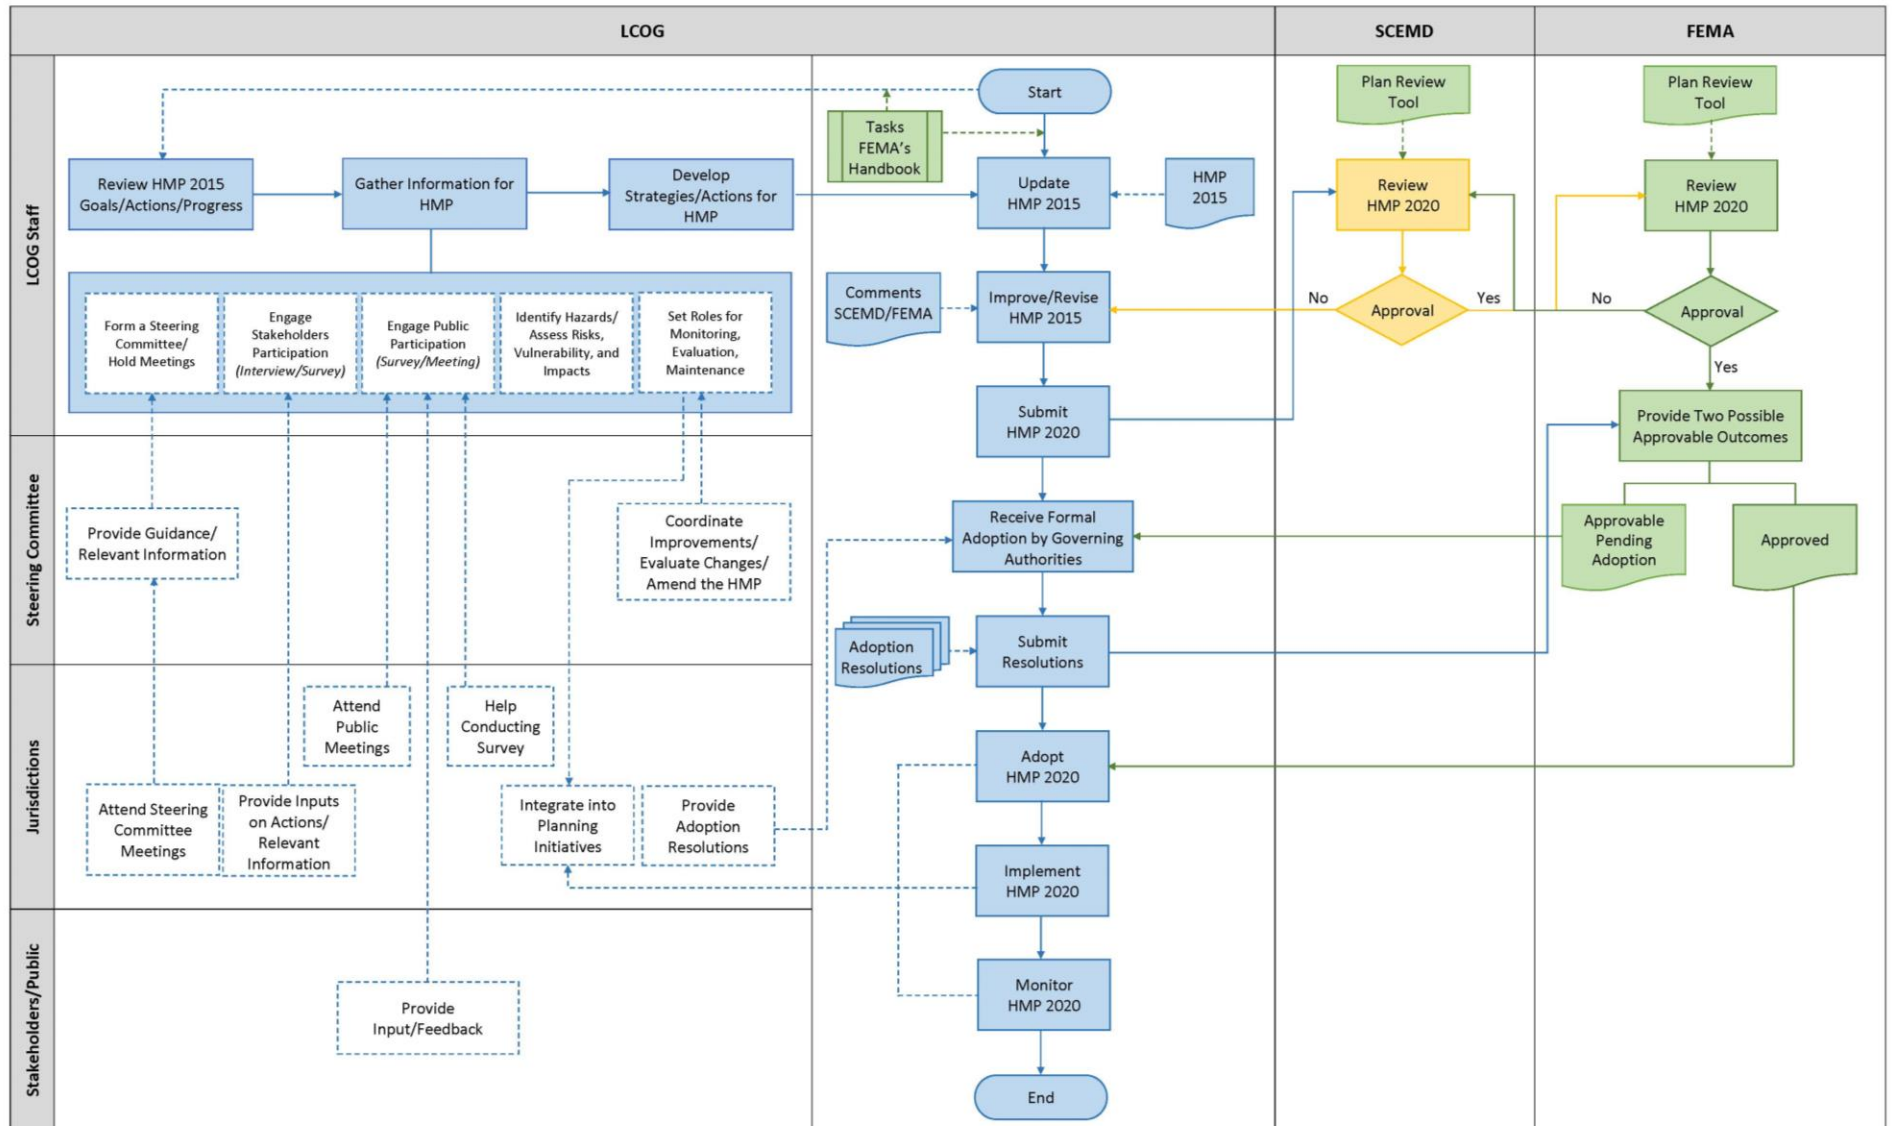 LCOG
SCEMD
FEMA
LCOG Staff
Start
Tasks
FEMA's
Handbook
Plan Review
Tool
Plan Review
Tool
Review HMP 2015
Goals/Actions/Progress
Gather Information for
HMP
Develop
Strategies/Actions for
HMP
Update
HMP 2015
HMP
2015
Review
HMP 2020
Review
HMP 2020
Form a Steering
Committee/
Hold Meetings
Engage
Stakeholders
Participation
(Interview/Survey)
Engage Public
Participation
(Survey/Meeting)
Identify Hazards/
Assess Risks,
Vulnerability, and
Impacts
Set Roles for
Monitoring,
Evaluation,
Maintenance
Comments
SCEMD/FEMA
Improve/Revise
HMP 2015
No
Approval
Yes
No
Approval
Yes
Submit
HMP 2020
Provide Two Possible
Approvable Outcomes
Steering Committee
Provide Guidance/
Relevant Information
Coordinate
Improvements/
Evaluate Changes/
Amend the HMP
Receive Formal
Adoption by Governing
Authorities
Approvable
Pending
Adoption
Approved
Adoption
Resolutions
Submit
Resolutions
Jurisdictions
Attend
Public
Meetings
Help
Conducting
Survey
Attend Steering
Committee
Meetings
Provide Inputs
on Actions/
Relevant
Information
Integrate into
Planning
Initiatives
Provide
Adoption
Resolutions
Adopt
HMP 2020
Implement
HMP 2020
Stakeholders/Public
Provide
Input/Feedback
Monitor
HMP 2020
End